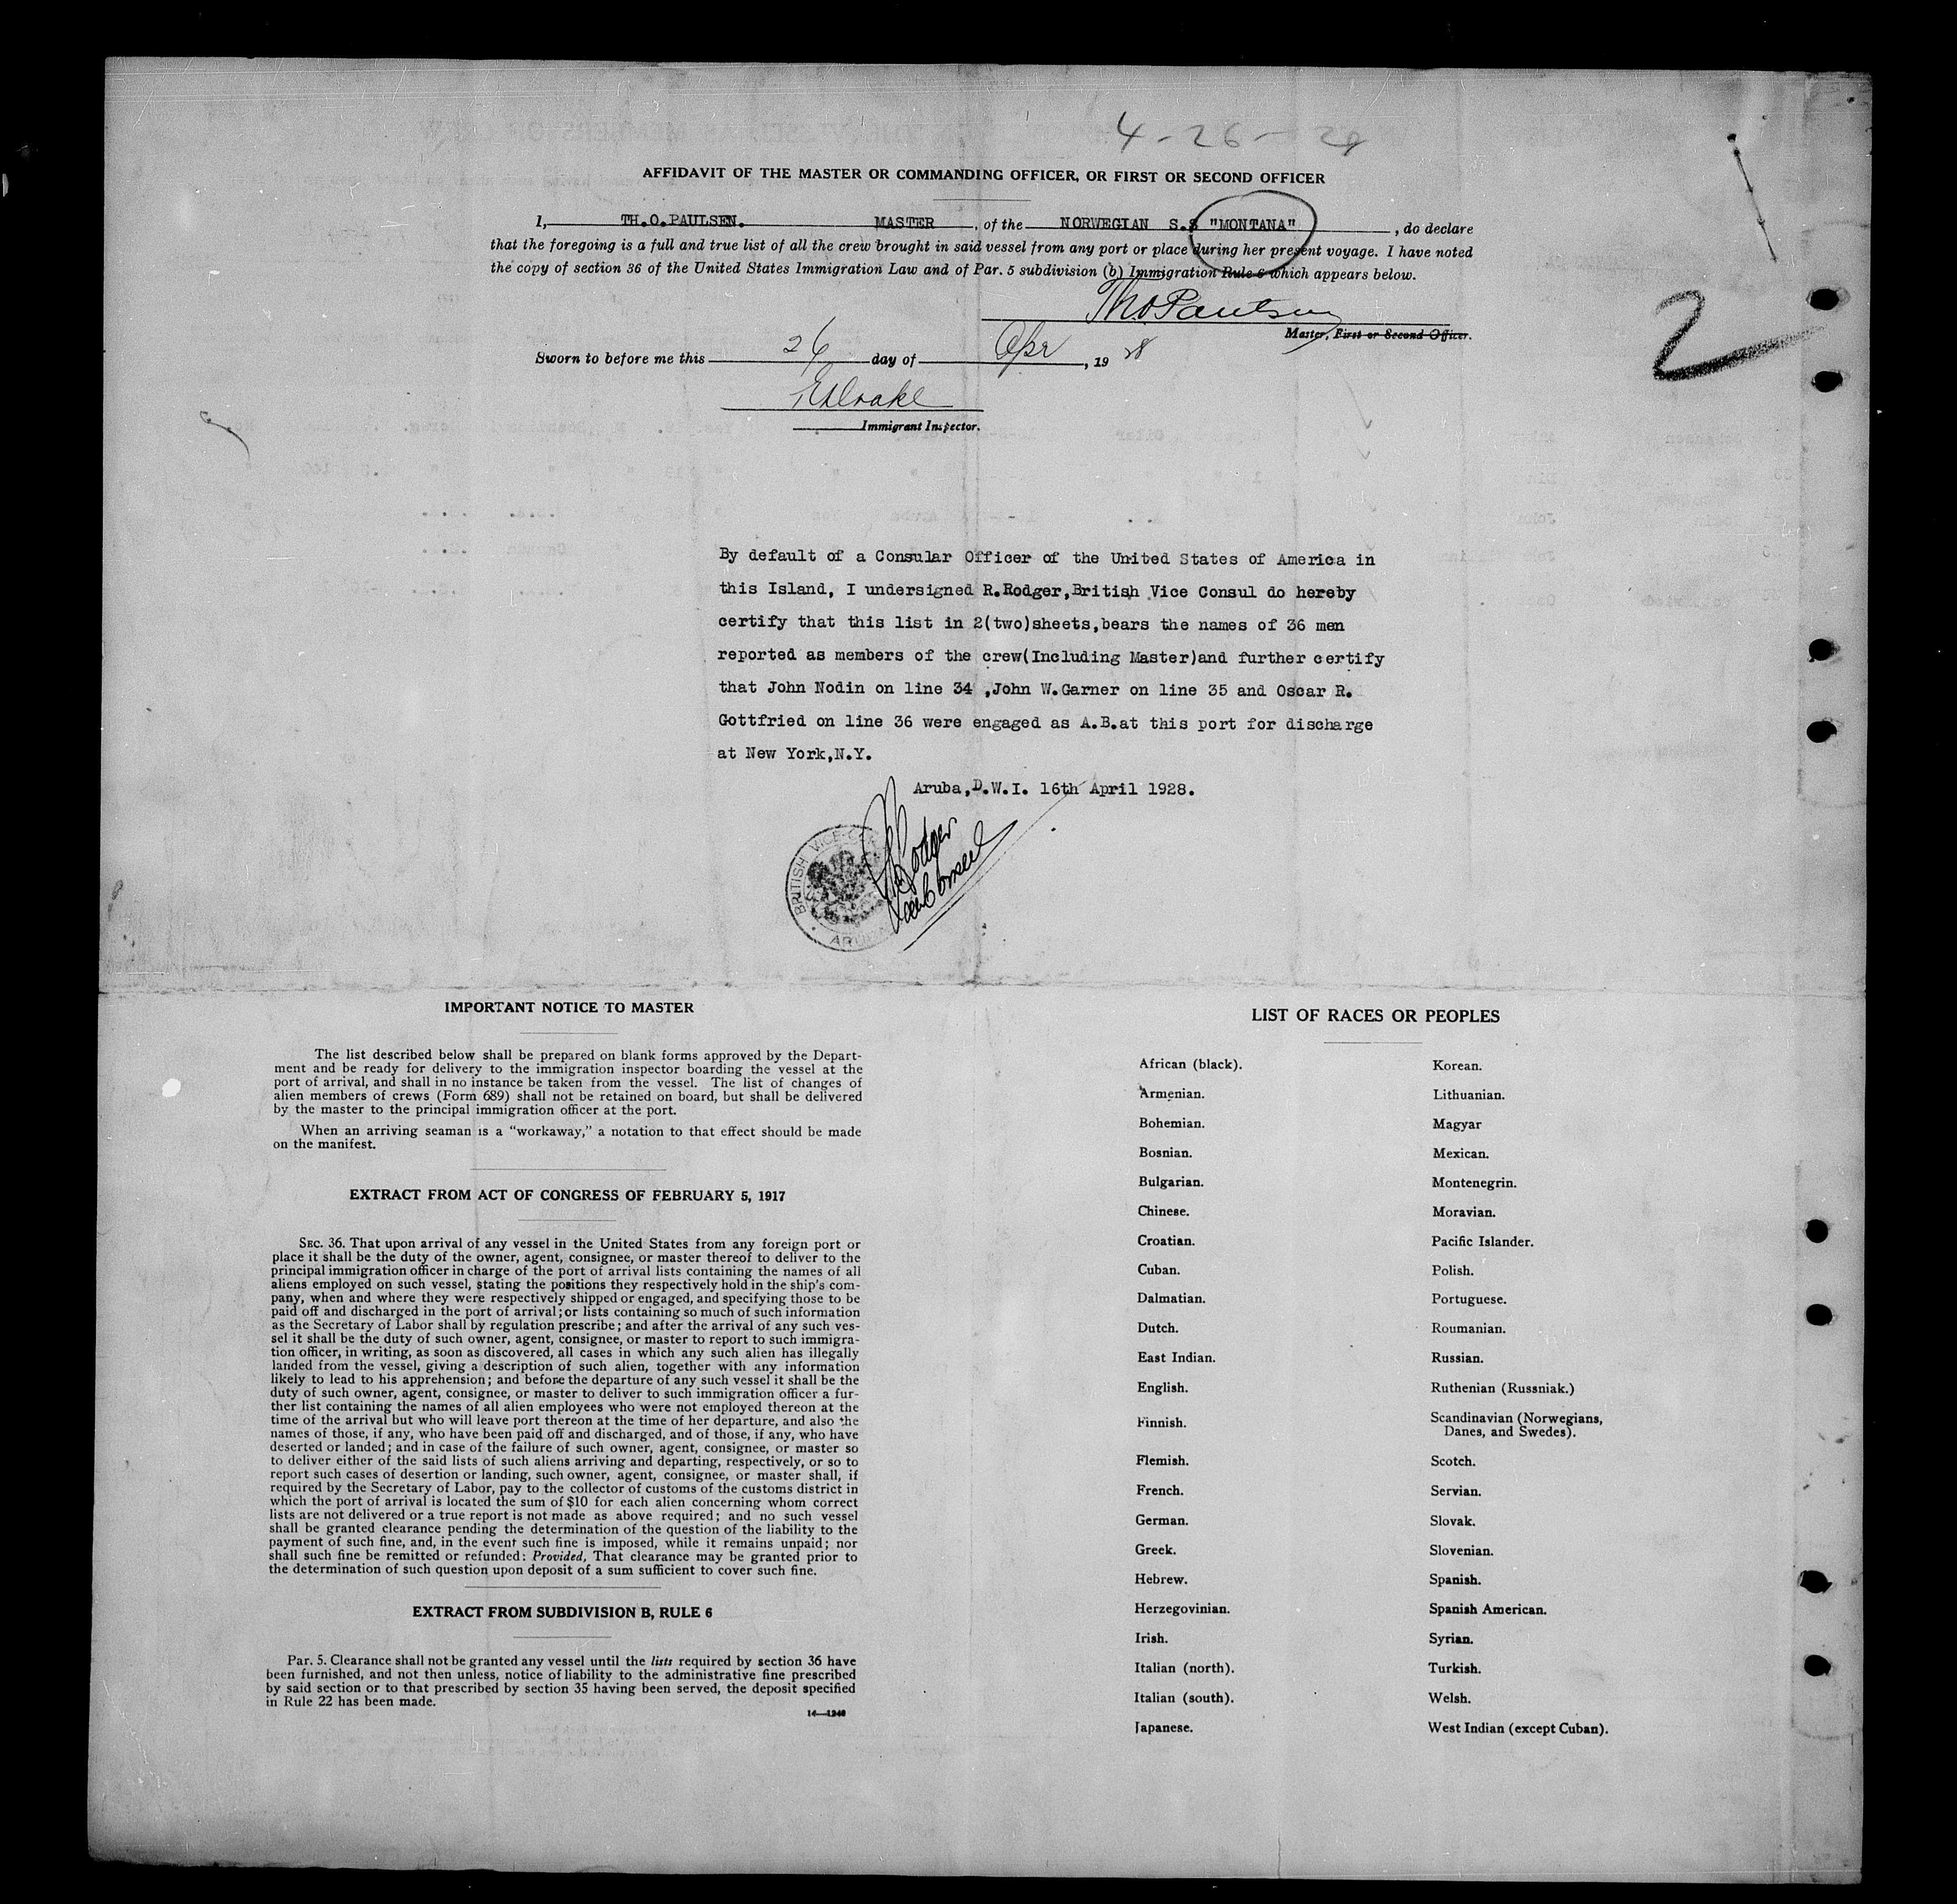 4-26-28
AFFIDAVIT OF THE MASTER OR COMMANDING OFFICER, OR FIRST OR SECOND OFFICER
I, TH.O.PAULSEN. MASTER, of the NORWEGIAN S.S "MONTANA", do declare
that the foregoing is a full and true list of all the crew brought in said vessel from any port or place during her present voyage. I have noted
the copy of section 36 of the United States Immigration Law and of Par. 5 subdivision (b) Immigration Rule 6 which appears below.
Th O Paulsen
Master, First or Second Officer.
2
Sworn to before me this 26 day of Apr, 1928
Immigrant Inspector.
By default of a Consular Officer of the United States of America in
this Island, I undersigned R.Rodger,British Vice Consul do hereby
certify that this list in 2(two)sheets,bears the names of 36 men
reported as members of the crew(Including Master)and further certify
that John Nodin on line 34 ,John W.Garner on line 35 and Oscar R.
Gottfried on line 36 were engaged as A.B.at this port for discharge
at New York,N.Y.
Aruba,D.W.I. 16th April 1928.
R Rodger
Vice Consul
BRITISH VICE-C
ARUBA
IMPORTANT NOTICE TO MASTER
The list described below shall be prepared on blank forms approved by the Depart-
ment and be ready for delivery to the immigration inspector boarding the vessel at the
port of arrival, and shall in no instance be taken from the vessel. The list of changes of
alien members of crews (Form 689) shall not be retained on board, but shall be delivered
by the master to the principal immigration officer at the port.
When an arriving seaman is a "workaway," a notation to that effect should be made
on the manifest.
EXTRACT FROM ACT OF CONGRESS OF FEBRUARY 5, 1917
SEC. 36. That upon arrival of any vessel in the United States from any foreign port or
place it shall be the duty of the owner, agent, consignee, or master thereof to deliver to the
principal immigration officer in charge of the port of arrival lists containing the names of all
aliens employed on such vessel, stating the positions they respectively hold in the ship's com-
pany, when and where they were respectively shipped or engaged, and specifying those to be
paid off and discharged in the port of arrival; or lists containing so much of such information
as the Secretary of Labor shall by regulation prescribe; and after the arrival of any such ves-
sel it shall be the duty of such owner, agent, consignee, or master to report to such immigra-
tion officer, in writing, as soon as discovered, all cases in which any such alien has illegally
landed from the vessel, giving a description of such alien, together with any information
likely to lead to his apprehension; and before the departure of any such vessel it shall be the
duty of such owner, agent, consignee, or master to deliver to such immigration officer a fur-
ther list containing the names of all alien employees who were not employed thereon at the
time of the arrival but who will leave port thereon at the time of her departure, and also the
names of those, if any, who have been paid off and discharged, and of those, if any, who have
deserted or landed; and in case of the failure of such owner, agent, consignee, or master so
to deliver either of the said lists of such aliens arriving and departing, respectively, or so to
report such cases of desertion or landing, such owner, agent, consignee, or master shall, if
required by the Secretary of Labor, pay to the collector of customs of the customs district in
which the port of arrival is located the sum of $10 for each alien concerning whom correct
lists are not delivered or a true report is not made as above required; and no such vessel
shall be granted clearance pending the determination of the question of the liability to the
payment of such fine, and, in the event such fine is imposed, while it remains unpaid; nor
shall such fine be remitted or refunded: Provided, That clearance may be granted prior to
the determination of such question upon deposit of a sum sufficient to cover such fine.
EXTRACT FROM SUBDIVISION B, RULE 6
Par. 5. Clearance shall not be granted any vessel until the lists required by section 36 have
been furnished, and not then unless, notice of liability to the administrative fine prescribed
by said section or to that prescribed by section 35 having been served, the deposit specified
in Rule 22 has been made.
14—1240
LIST OF RACES OR PEOPLES
African (black).
Armenian.
Bohemian.
Bosnian.
Bulgarian.
Chinese.
Croatian.
Cuban.
Dalmatian.
Dutch.
East Indian.
English.
Finnish.
Flemish.
French.
German.
Greek.
Hebrew.
Herzegovinian.
Irish.
Italian (north).
Italian (south).
Japanese.
Korean.
Lithuanian.
Magyar
Mexican.
Montenegrin.
Moravian.
Pacific Islander.
Polish.
Portuguese.
Roumanian.
Russian.
Ruthenian (Russniak.)
Scandinavian (Norwegians,
Danes, and Swedes).
Scotch.
Servian.
Slovak.
Slovenian.
Spanish.
Spanish American.
Syrian.
Turkish.
Welsh.
West Indian (except Cuban).